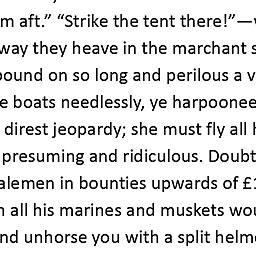 m aft.” “Strike the tent there!”—
way they heave in the marchant s
ound on so long and perilous a v
e boats needlessly, ye harpoonee
direst jeopardy; she must fly all
presuming and ridiculous. Doubt
alemen in bounties upwards of £1
all his marines and muskets wou
nd unhorse you with a split helm